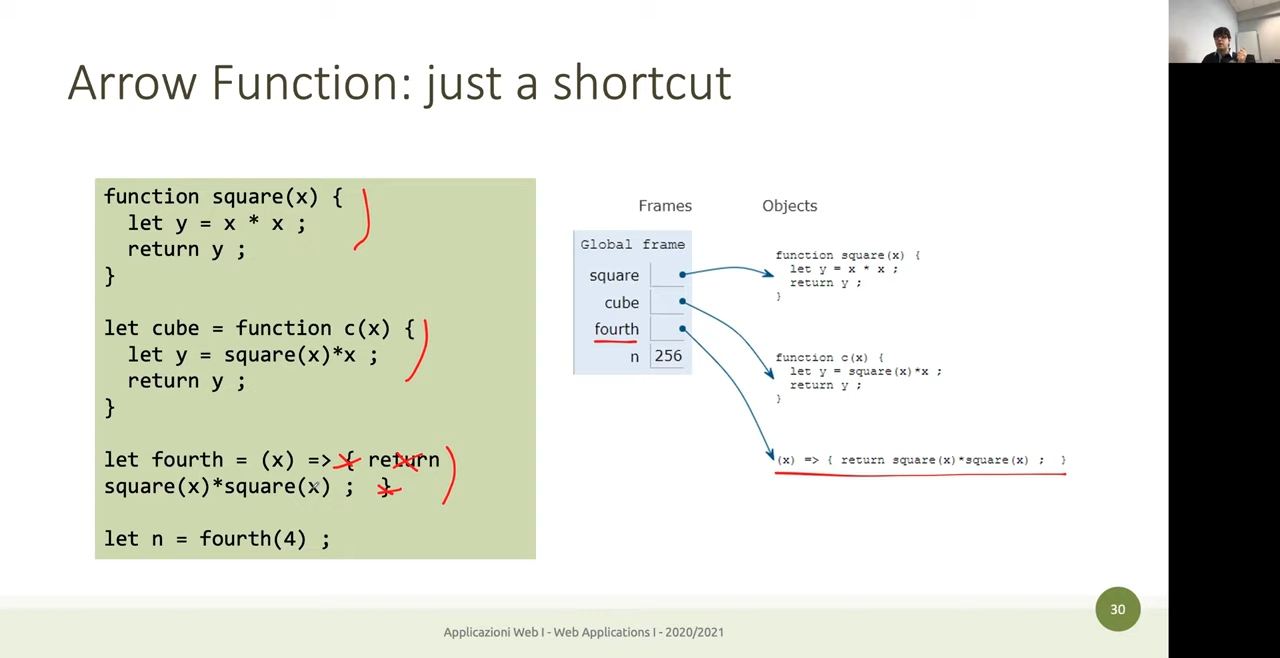 Arrow Function: just a shortcut
function square(x) {
let y = x * x ;
return y ;
}
let cube = function c(x) {
let y = square(x)*x ;
return y ;
}
let fourth = (x) => { return
square(x)*square(x) ; }
let n = fourth(4) ;
Frames
Objects
Global frame
square
cube
fourth
n 256
function square(x) {
let y = x * x ;
return y ;
}
function c(x) {
let y = square(x)*x ;
return y ;
}
(x) => { return square(x)*square(x) ; }
30
Applicazioni Web I - Web Applications I - 2020/2021